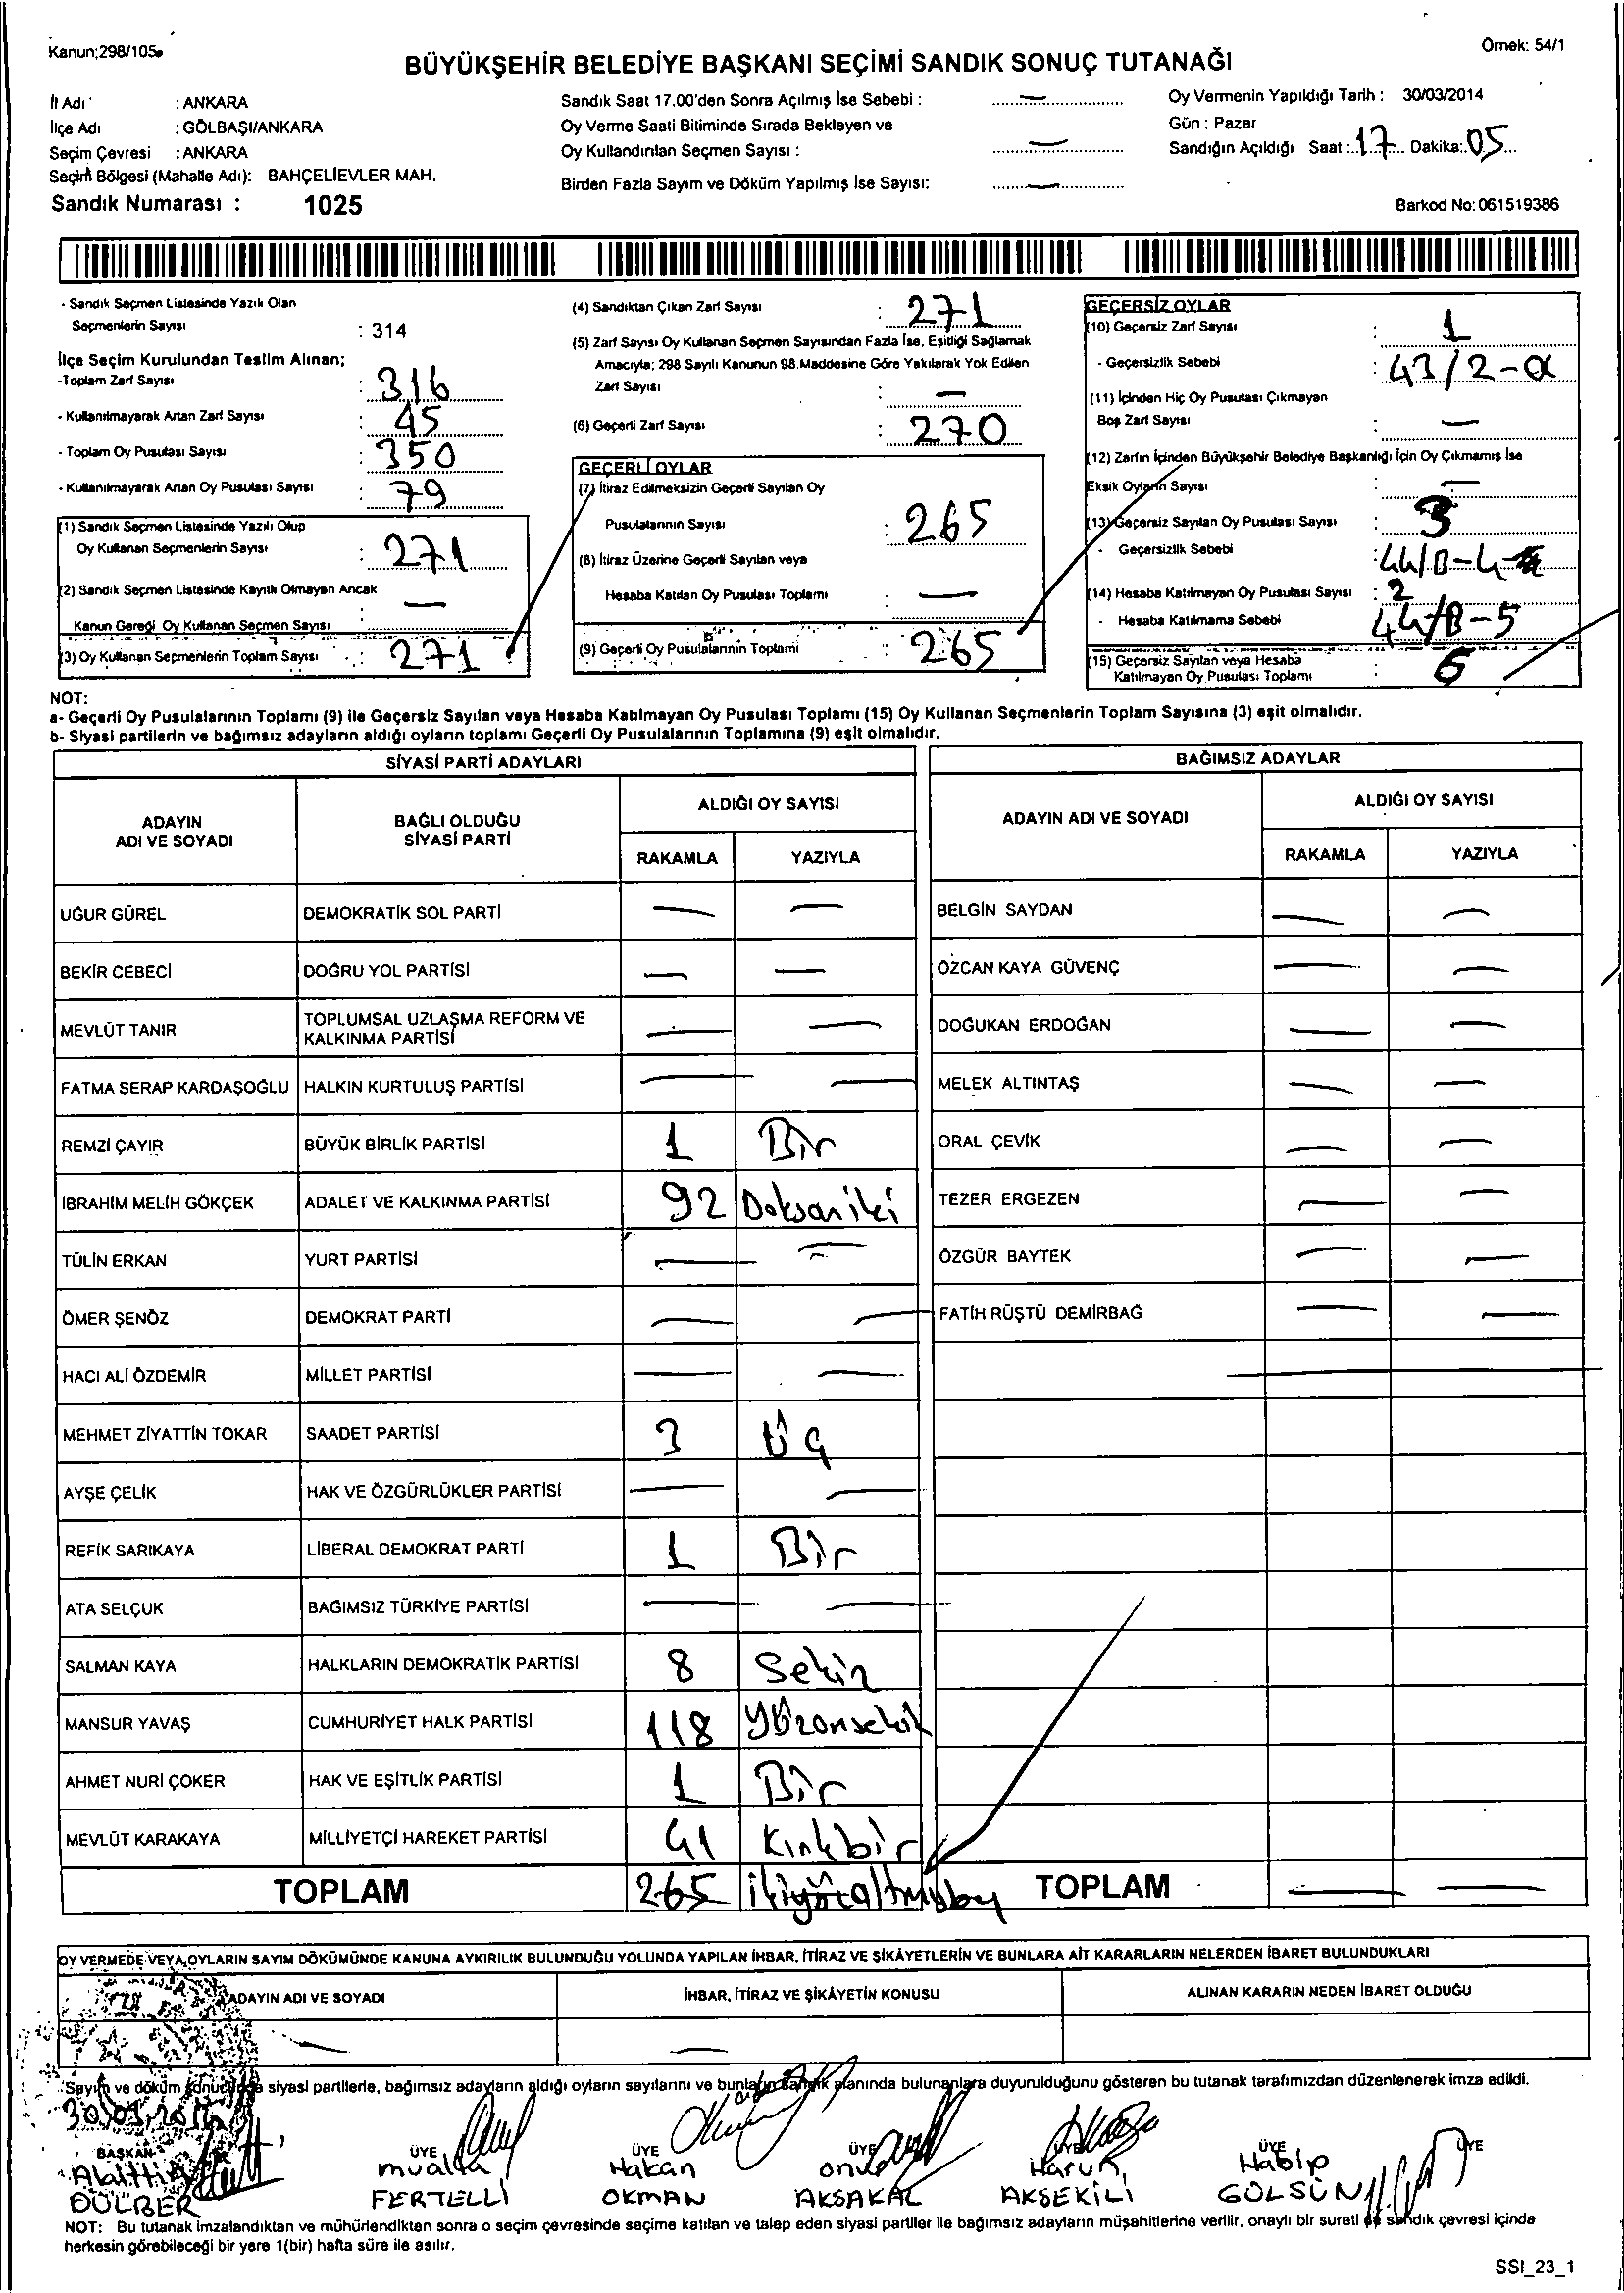 Kanun;298/105
Örnek: 54/1
BÜYÜKŞEHİR BELEDİYE BAŞKANI SEÇİMİ SANDIK SONUÇ TUTANAĞI
İl Adı : ANKARA
İlçe Adı : GÖLBAŞI/ANKARA
Seçim Çevresi : ANKARA
Seçim Bölgesi (Mahalle Adı): BAHÇELİEVLER MAH.
Sandık Numarası : 1025
Sandık Saat 17.00'den Sonra Açılmış İse Sebebi : —
Oy Verme Saati Bitiminde Sırada Bekleyen ve
Oy Kullandırılan Seçmen Sayısı : —
Birden Fazla Sayım ve Döküm Yapılmış İse Sayısı: —
Oy Vermenin Yapıldığı Tarih : 30/03/2014
Gün : Pazar
Sandığın Açıldığı Saat : 17 Dakika: 05
Barkod No: 061519386
- Sandık Seçmen Listesinde Yazılı Olan
Seçmenlerin Sayısı : 314
İlçe Seçim Kurulundan Teslim Alınan;
-Toplam Zarf Sayısı : 316
- Kullanılmayarak Artan Zarf Sayısı : 45
- Toplam Oy Pusulası Sayısı : 350
- Kullanılmayarak Artan Oy Pusulası Sayısı : 79
(1) Sandık Seçmen Listesinde Yazılı Olup
Oy Kullanan Seçmenlerin Sayısı : 271
(2) Sandık Seçmen Listesinde Kayıtlı Olmayan Ancak
Kanun Gereği Oy Kullanan Seçmen Sayısı : —
(3) Oy Kullanan Seçmenlerin Toplam Sayısı : 271
(4) Sandıktan Çıkan Zarf Sayısı : 271
(5) Zarf Sayısı Oy Kullanan Seçmen Sayısından Fazla İse, Eşitliği Sağlamak
Amacıyla; 298 Sayılı Kanunun 98.Maddesine Göre Yakılarak Yok Edilen
Zarf Sayısı : —
(6) Geçerli Zarf Sayısı : 270
GEÇERLİ OYLAR
(7) İtiraz Edilmeksizin Geçerli Sayılan Oy
Pusulalarının Sayısı : 265
(8) İtiraz Üzerine Geçerli Sayılan veya
Hesaba Katılan Oy Pusulası Toplamı : —
(9) Geçerli Oy Pusulalarının Toplamı : 265
GEÇERSİZ OYLAR
(10) Geçersiz Zarf Sayısı : 1
- Geçersizlik Sebebi : 43/2-a
(11) İçinden Hiç Oy Pusulası Çıkmayan
Boş Zarf Sayısı : —
(12) Zarfın İçinden Büyükşehir Belediye Başkanlığı İçin Oy Çıkmamış İse
Eksik Oyların Sayısı : —
(13) Geçersiz Sayılan Oy Pusulası Sayısı : 3
- Geçersizlik Sebebi : 44/B-4
(14) Hesaba Katılmayan Oy Pusulası Sayısı : 2
- Hesaba Katılmama Sebebi : 44/B-5
(15) Geçersiz Sayılan veya Hesaba
Katılmayan Oy Pusulası Toplamı : 6
NOT:
a- Geçerli Oy Pusulalarının Toplamı (9) ile Geçersiz Sayılan veya Hesaba Katılmayan Oy Pusulası Toplamı (15) Oy Kullanan Seçmenlerin Toplam Sayısına (3) eşit olmalıdır.
b- Siyasi partilerin ve bağımsız adayların aldığı oyların toplamı Geçerli Oy Pusulalarının Toplamına (9) eşit olmalıdır.
SİYASİ PARTİ ADAYLARI
ADAYIN ADI VE SOYADI BAĞLI OLDUĞU SİYASİ PARTİ ALDIĞI OY SAYISI
RAKAMLA YAZIYLA
UĞUR GÜREL DEMOKRATİK SOL PARTİ — —
BEKİR CEBECİ DOĞRU YOL PARTİSİ — —
MEVLÜT TANIR TOPLUMSAL UZLAŞMA REFORM VE KALKINMA PARTİSİ — —
FATMA SERAP KARDAŞOĞLU HALKIN KURTULUŞ PARTİSİ — —
REMZİ ÇAYIR BÜYÜK BİRLİK PARTİSİ 1 Bir
İBRAHİM MELİH GÖKÇEK ADALET VE KALKINMA PARTİSİ 92 Doksaniki
TÜLİN ERKAN YURT PARTİSİ — —
ÖMER ŞENÖZ DEMOKRAT PARTİ — —
HACI ALİ ÖZDEMİR MİLLET PARTİSİ — —
MEHMET ZİYATTİN TOKAR SAADET PARTİSİ 3 Üç
AYŞE ÇELİK HAK VE ÖZGÜRLÜKLER PARTİSİ — —
REFİK SARIKAYA LİBERAL DEMOKRAT PARTİ 1 Bir
ATA SELÇUK BAĞIMSIZ TÜRKİYE PARTİSİ — —
SALMAN KAYA HALKLARIN DEMOKRATİK PARTİSİ 8 Sekiz
MANSUR YAVAŞ CUMHURİYET HALK PARTİSİ 118 Yüzonsekiz
AHMET NURİ ÇOKER HAK VE EŞİTLİK PARTİSİ 1 Bir
MEVLÜT KARAKAYA MİLLİYETÇİ HAREKET PARTİSİ 41 Kırkbir
TOPLAM 265 ikiyüzaltmışbeş
BAĞIMSIZ ADAYLAR
ADAYIN ADI VE SOYADI ALDIĞI OY SAYISI
RAKAMLA YAZIYLA
BELGİN SAYDAN — —
ÖZCAN KAYA GÜVENÇ — —
DOĞUKAN ERDOĞAN — —
MELEK ALTINTAŞ — —
ORAL ÇEVİK — —
TEZER ERGEZEN — —
ÖZGÜR BAYTEK — —
FATİH RÜŞTÜ DEMİRBAĞ — —
TOPLAM — —
OY VERMEDE VEYA OYLARIN SAYIM DÖKÜMÜNDE KANUNA AYKIRILIK BULUNDUĞU YOLUNDA YAPILAN İHBAR, İTİRAZ VE ŞİKÂYETLERİN VE BUNLARA AİT KARARLARIN NELERDEN İBARET BULUNDUKLARI
ADAYIN ADI VE SOYADI İHBAR, İTİRAZ VE ŞİKÂYETİN KONUSU ALINAN KARARIN NEDEN İBARET OLDUĞU
— —
Sayım ve döküm sonucunda siyasi partilerle, bağımsız adayların aldığı oyların sayılarını ve bunların sandık alanında bulunanlara duyurulduğunu gösteren bu tutanak tarafımızdan düzenlenerek imza edildi.
30.03.2014
BAŞKAN ÜYE ÜYE ÜYE ÜYE ÜYE ÜYE
Mualla Hakan Onur Harun Habip
DÜLBER FERTELLİ OKMAN AKSAKAL AKSEKİLİ GÜLSÜN
NOT: Bu tutanak imzalandıktan ve mühürlendikten sonra o seçim çevresinde seçime katılan ve talep eden siyasi partiler ile bağımsız adayların müşahitlerine verilir, onaylı bir sureti de sandık çevresi içinde
herkesin görebileceği bir yere 1(bir) hafta süre ile asılır.
SSI_23_1